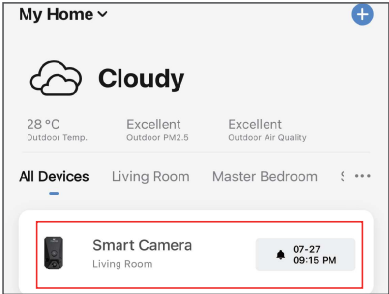 My Home
Cloudy
28 °C Excellent Excellent
Outdoor Temp. Outdoor PM2.5 Outdoor Air Quality
All Devices Living Room Master Bedroom
Smart Camera
Living Room
07-27
09:15 PM